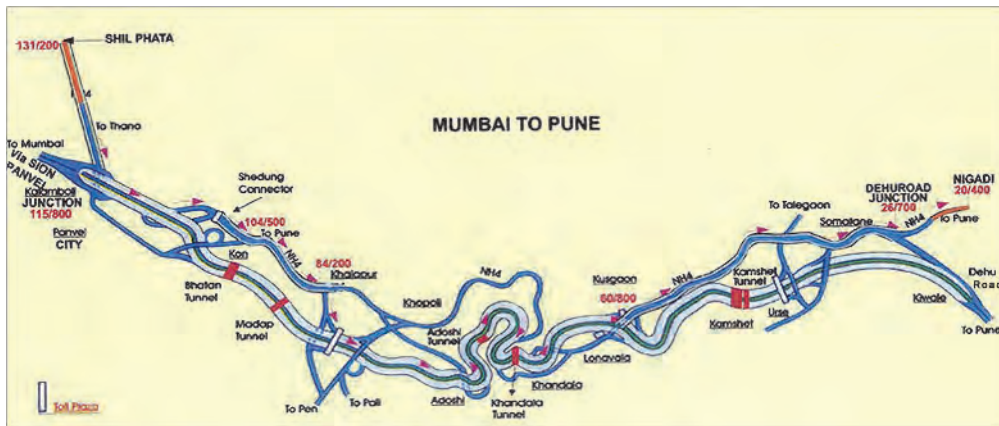 SHIL PHATA
131/200
To Thana
MUMBAI TO PUNE
To Mumbai
Via SION
PANVEL
Kalamboli
JUNCTION
115/800
Panvel
CITY
Shedung
Connector
104/500
To Pune
NH4
Kon
Bhatan
Tunnel
84/200
Khalapur
Madap
Tunnel
Khopoli
NH4
Adoshi
Tunnel
To Pen
To Pali
Adoshi
Khandala
Tunnel
Khandala
Lonavala
Kusgaon
60/800
NH4
Kamshet
Tunnel
Kamshet
To Talegaon
Urse
Somatane
DEHUROAD
JUNCTION
26/700
NH4
NIGADI
20/400
To Pune
Dehu
Road
Kiwale
To Pune
Toll Plaza